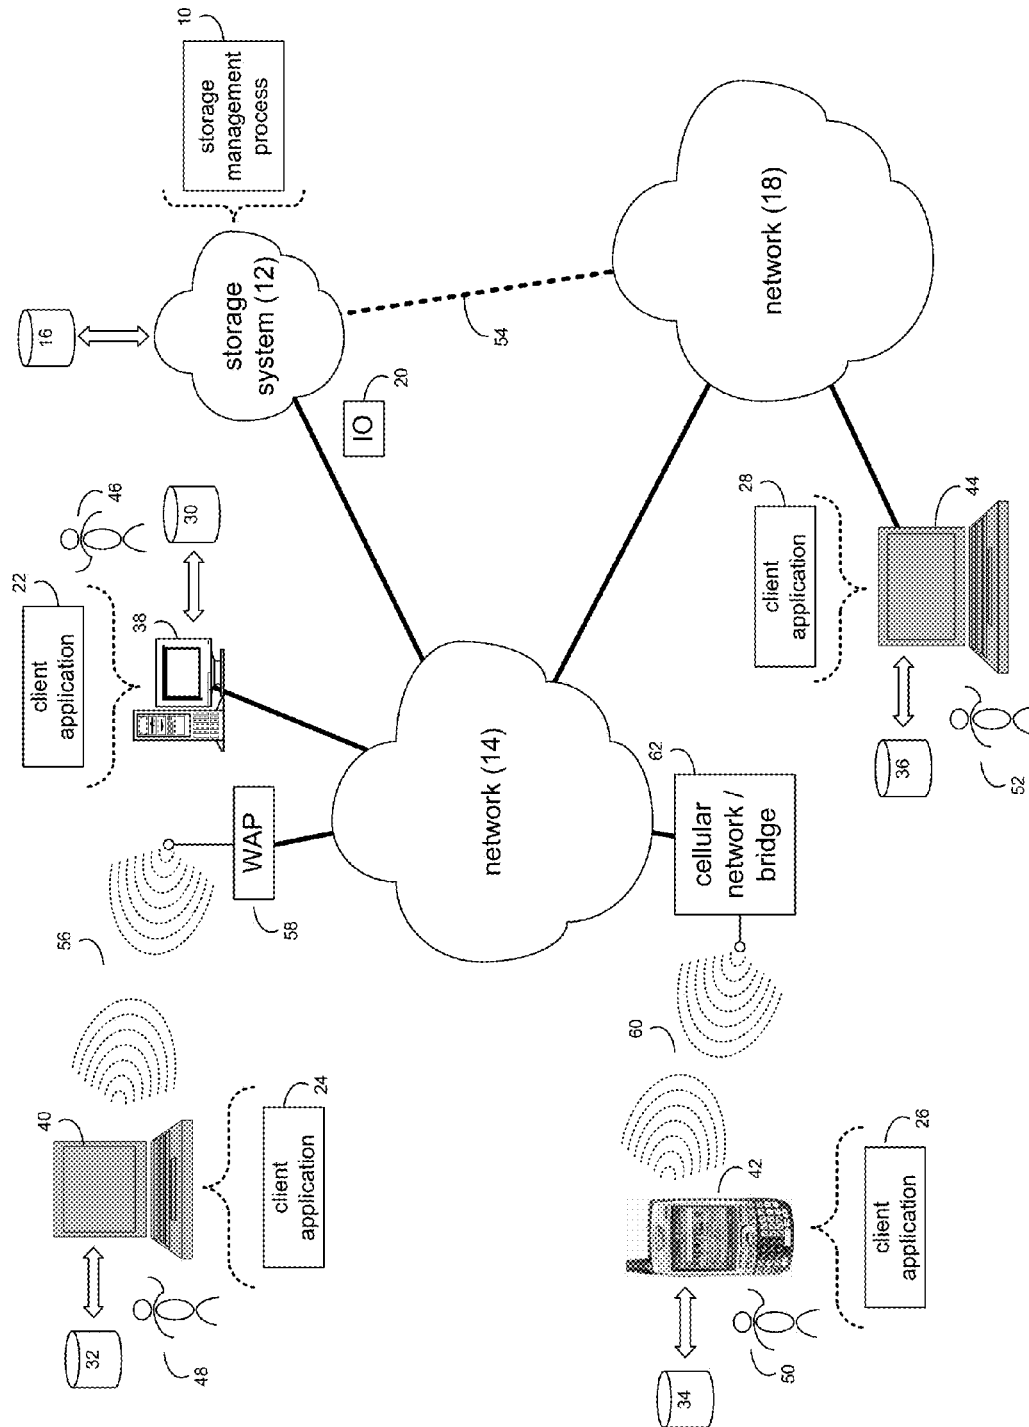 40
32
48
24
client
application
56
58
WAP
22
client
application
38
46
30
16
10
storage
management
process
storage
system (12)
20
IO
54
network (14)
network (18)
60
62
cellular
network /
bridge
42
34
50
26
client
application
28
client
application
44
36
52